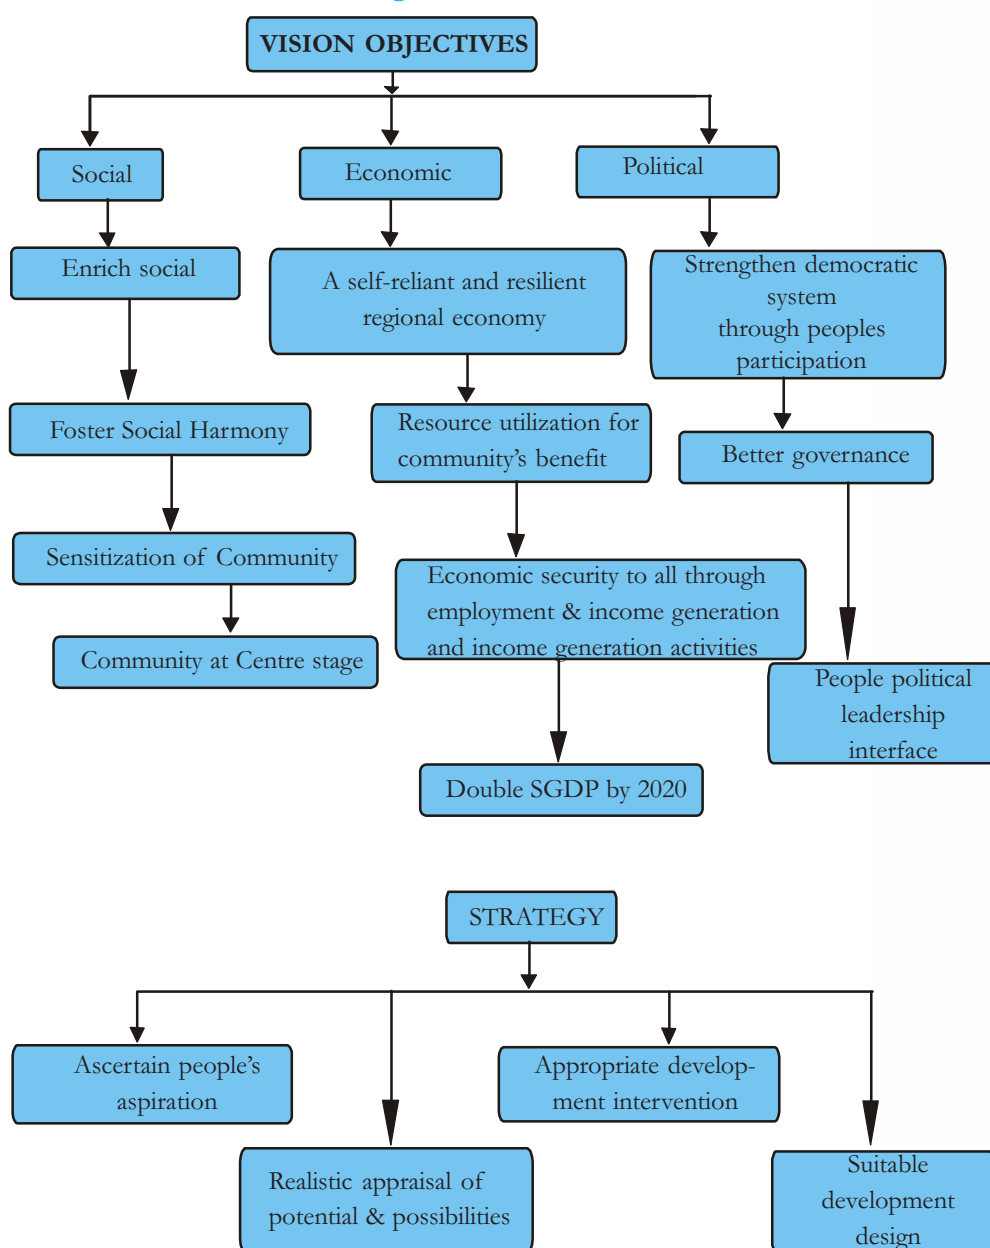 VISION OBJECTIVES
Social
Economic
Political
Enrich social
A self-reliant and resilient
regional economy
Strengthen democratic
system
through peoples
participation
Foster Social Harmony
Resource utilization for
community's benefit
Better governance
Sensitization of Community
Economic security to all through
employment & income generation
and income generation activities
Community at Centre stage
People political
leadership
interface
Double SGDP by 2020
STRATEGY
Ascertain people's
aspiration
Appropriate develop-
ment intervention
Realistic appraisal of
potential & possibilities
Suitable
development
design